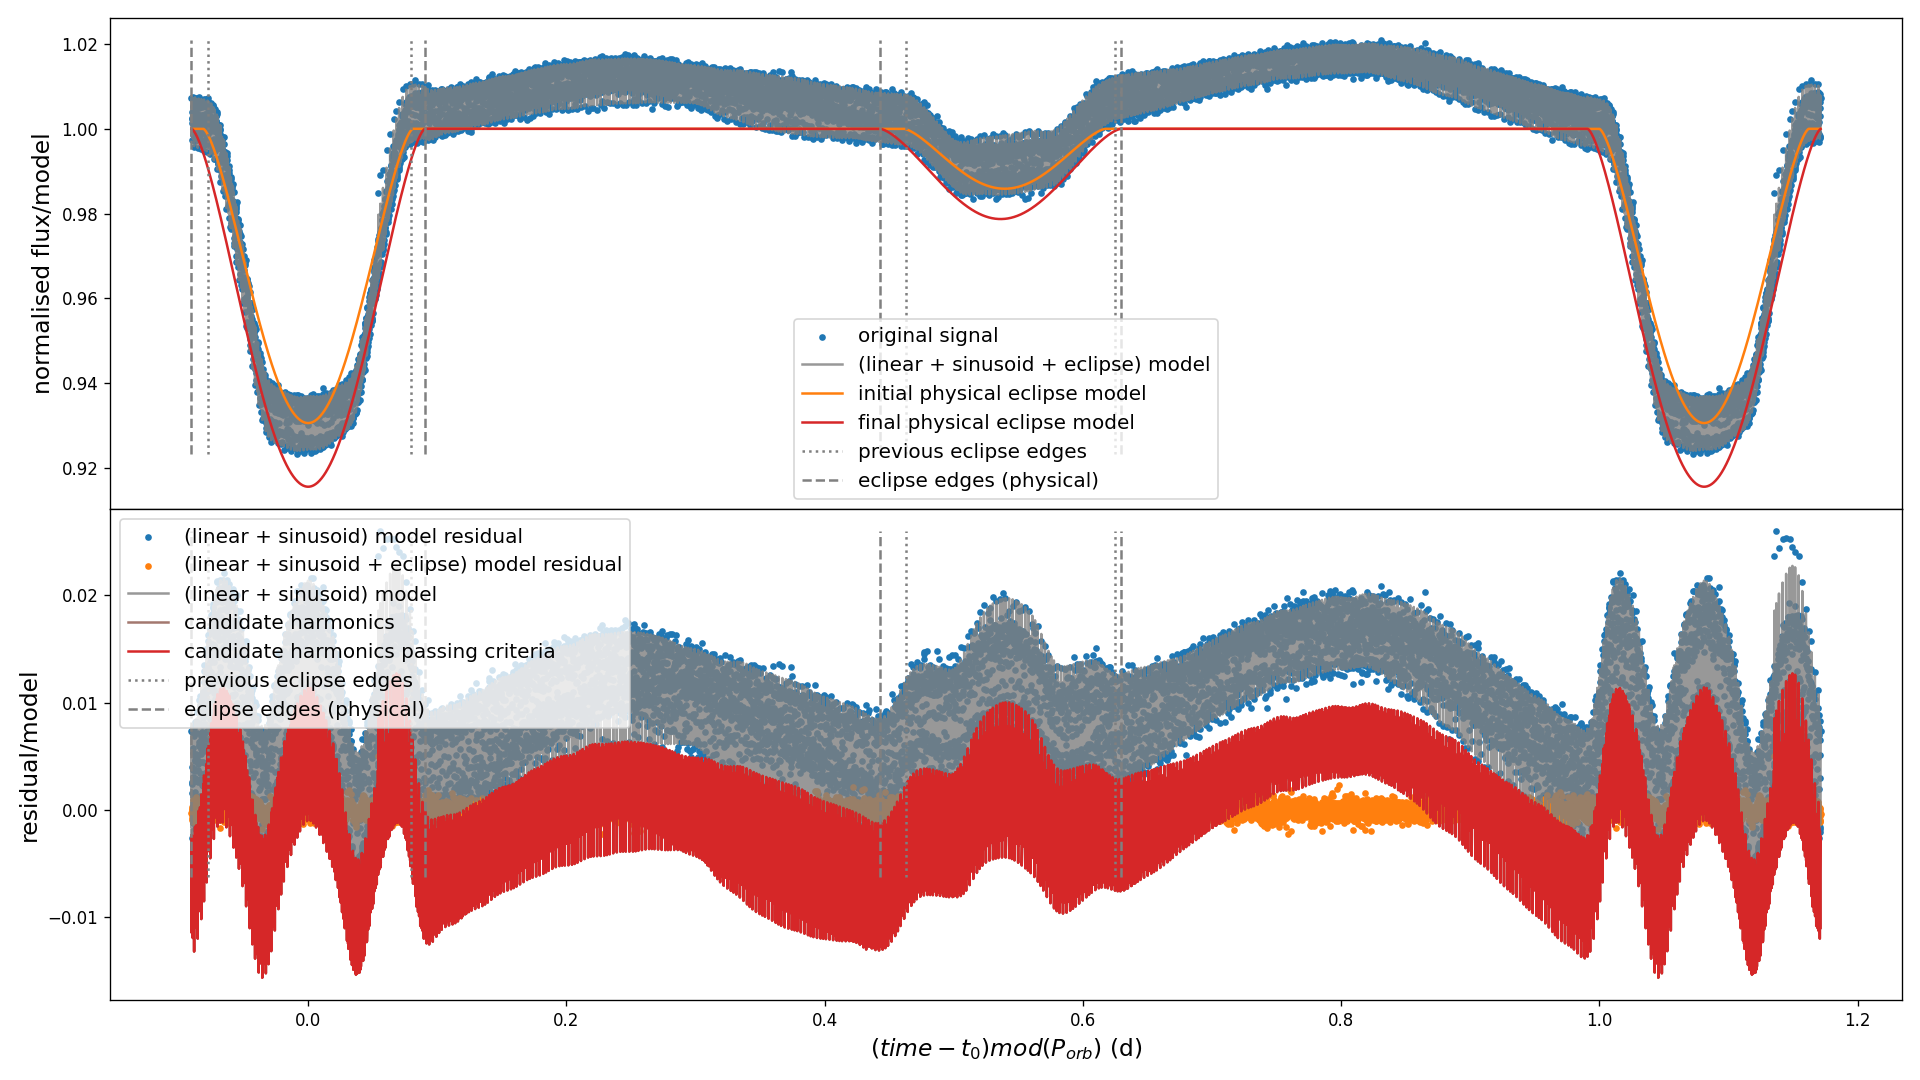 1.02
1.00
0.98
0.96
0.94
0.92
normalised flux/model
original signal
(linear + sinusoid + eclipse) model
initial physical eclipse model
final physical eclipse model
previous eclipse edges
eclipse edges (physical)
(linear + sinusoid) model residual
(linear + sinusoid + eclipse) model residual
(linear + sinusoid) model
candidate harmonics
candidate harmonics passing criteria
previous eclipse edges
eclipse edges (physical)
0.02
0.01
0.00
−0.01
residual/model
0.0 0.2 0.4 0.6 0.8 1.0 1.2
(time − t₀)mod(P_orb) (d)